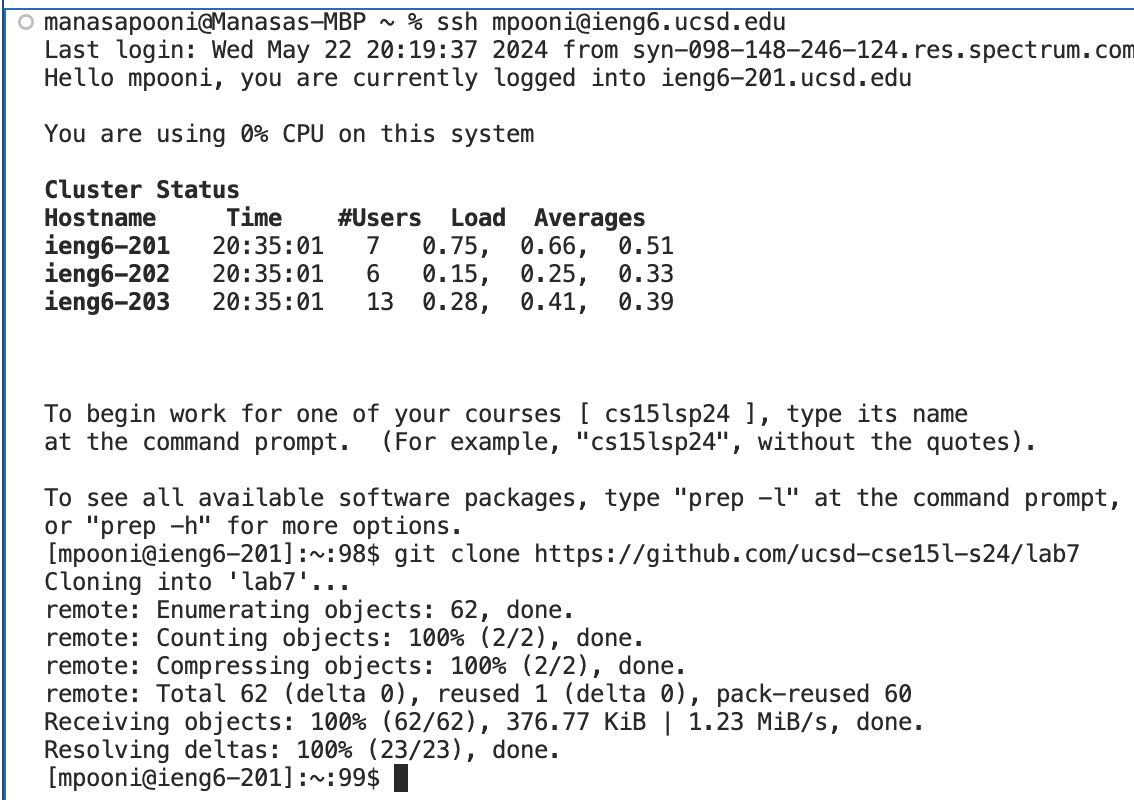 manasapooni@Manasas-MBP ~ % ssh mpooni@ieng6.ucsd.edu
Last login: Wed May 22 20:19:37 2024 from syn-098-148-246-124.res.spectrum.com
Hello mpooni, you are currently logged into ieng6-201.ucsd.edu
You are using 0% CPU on this system
Cluster Status
Hostname     Time    #Users  Load  Averages
ieng6-201   20:35:01   7   0.75,  0.66,  0.51
ieng6-202   20:35:01   6   0.15,  0.25,  0.33
ieng6-203   20:35:01   13  0.28,  0.41,  0.39
To begin work for one of your courses [ cs15lsp24 ], type its name
at the command prompt.  (For example, "cs15lsp24", without the quotes).
To see all available software packages, type "prep -l" at the command prompt,
or "prep -h" for more options.
[mpooni@ieng6-201]:~:98$ git clone https://github.com/ucsd-cse15l-s24/lab7
Cloning into 'lab7'...
remote: Enumerating objects: 62, done.
remote: Counting objects: 100% (2/2), done.
remote: Compressing objects: 100% (2/2), done.
remote: Total 62 (delta 0), reused 1 (delta 0), pack-reused 60
Receiving objects: 100% (62/62), 376.77 KiB | 1.23 MiB/s, done.
Resolving deltas: 100% (23/23), done.
[mpooni@ieng6-201]:~:99$